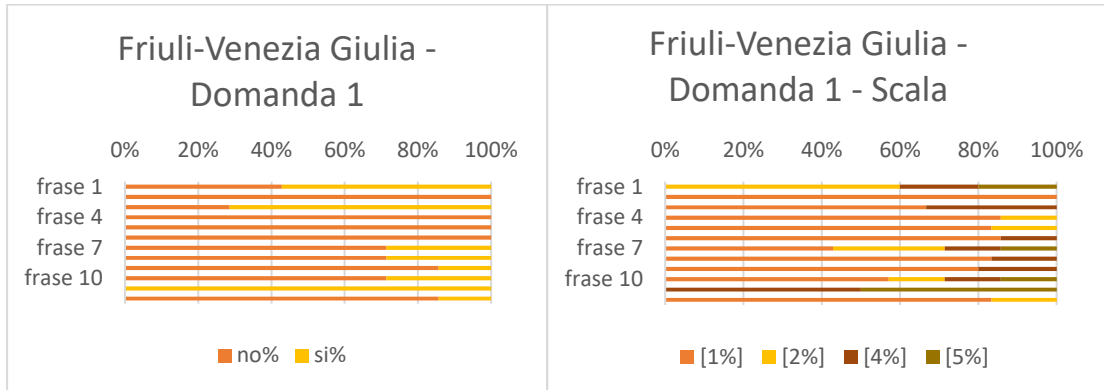 Friuli-Venezia Giulia -
Domanda 1
0% 20% 40% 60% 80% 100%
frase 1
frase 4
frase 7
frase 10
no% si%
Friuli-Venezia Giulia -
Domanda 1 - Scala
0% 20% 40% 60% 80% 100%
frase 1
frase 4
frase 7
frase 10
[1%] [2%] [4%] [5%]